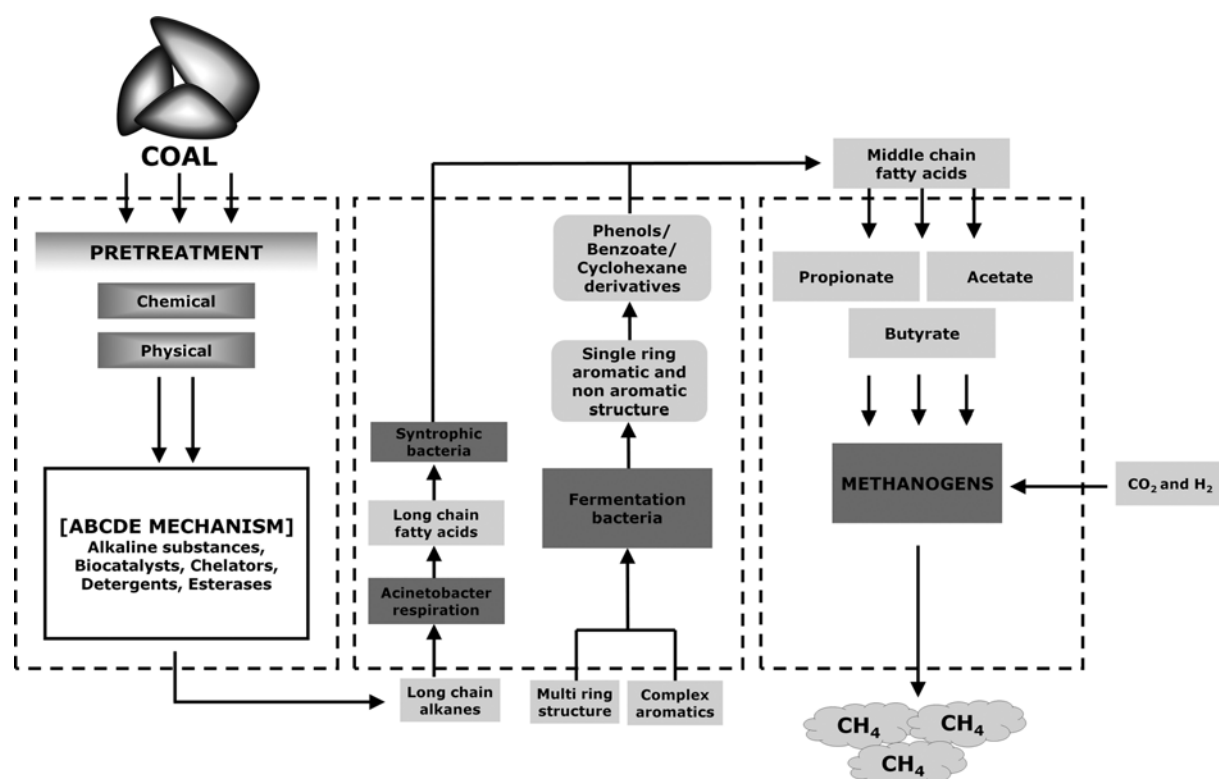 COAL
PRETREATMENT
Chemical
Physical
[ABCDE MECHANISM]
Alkaline substances,
Biocatalysts, Chelators,
Detergents, Esterases
Long chain
alkanes
Acinetobacter
respiration
Long chain
fatty acids
Syntrophic
bacteria
Multi ring
structure
Complex
aromatics
Fermentation
bacteria
Single ring
aromatic and
non aromatic
structure
Phenols/
Benzoate/
Cyclohexane
derivatives
Middle chain
fatty acids
Propionate
Acetate
Butyrate
METHANOGENS
CO₂ and H₂
CH₄
CH₄
CH₄